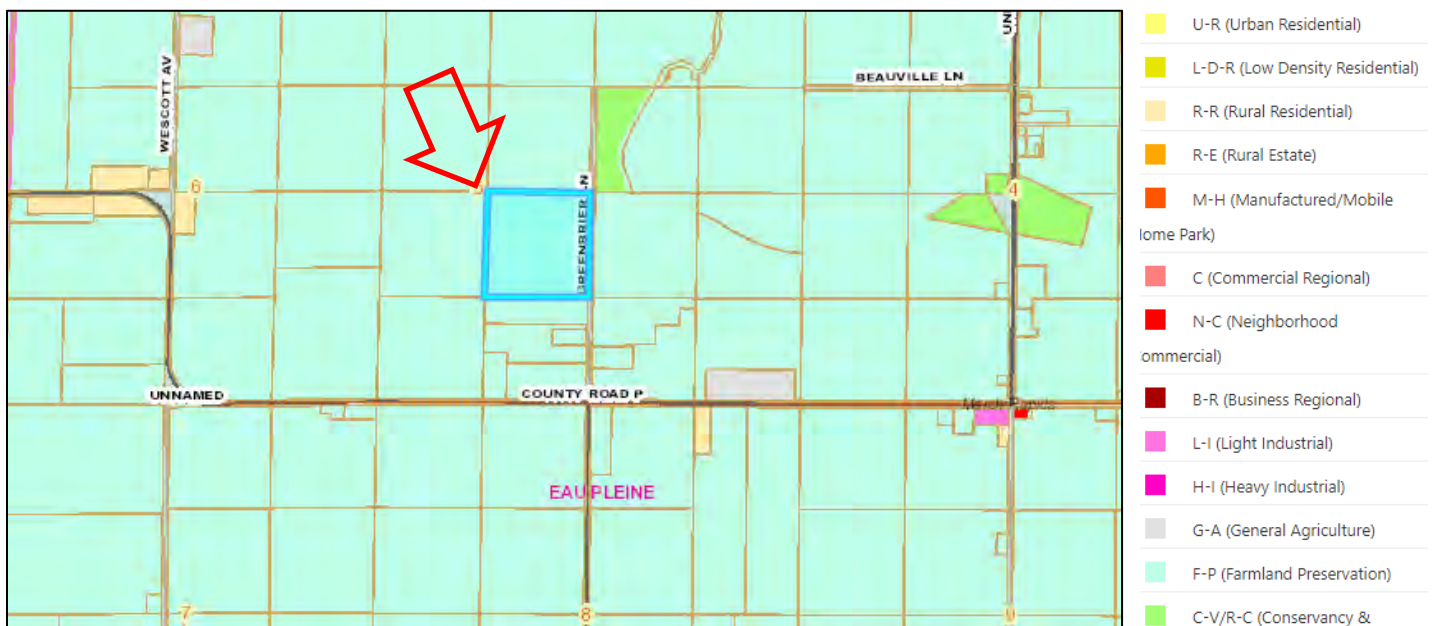 UN
BEAUVILLE LN
WESCOTT AV
6
4
GREENBRIER LN
UNNAMED
COUNTY ROAD P
EAU PLEINE
7
8
9
U-R (Urban Residential)
L-D-R (Low Density Residential)
R-R (Rural Residential)
R-E (Rural Estate)
M-H (Manufactured/Mobile
ome Park)
C (Commercial Regional)
N-C (Neighborhood
ommercial)
B-R (Business Regional)
L-I (Light Industrial)
H-I (Heavy Industrial)
G-A (General Agriculture)
F-P (Farmland Preservation)
C-V/R-C (Conservancy &